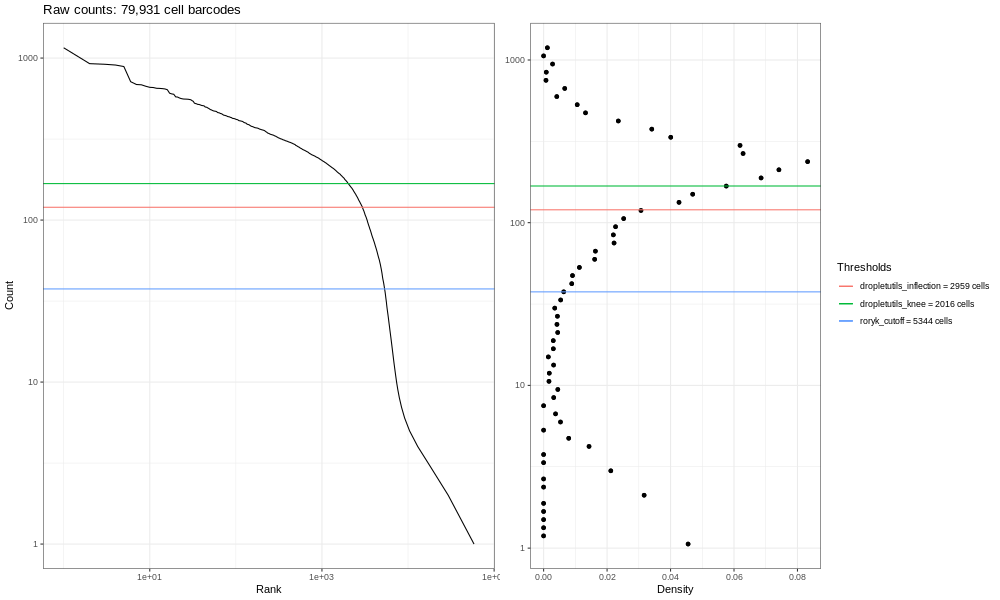 Raw counts: 79,931 cell barcodes
Count
1000
100
10
1
1e+01
1e+03
Rank
1000
100
10
1
0.00
0.02
0.04
0.06
0.08
Density
Thresholds
dropletutils_inflection = 2959 cells
dropletutils_knee = 2016 cells
roryk_cutoff = 5344 cells